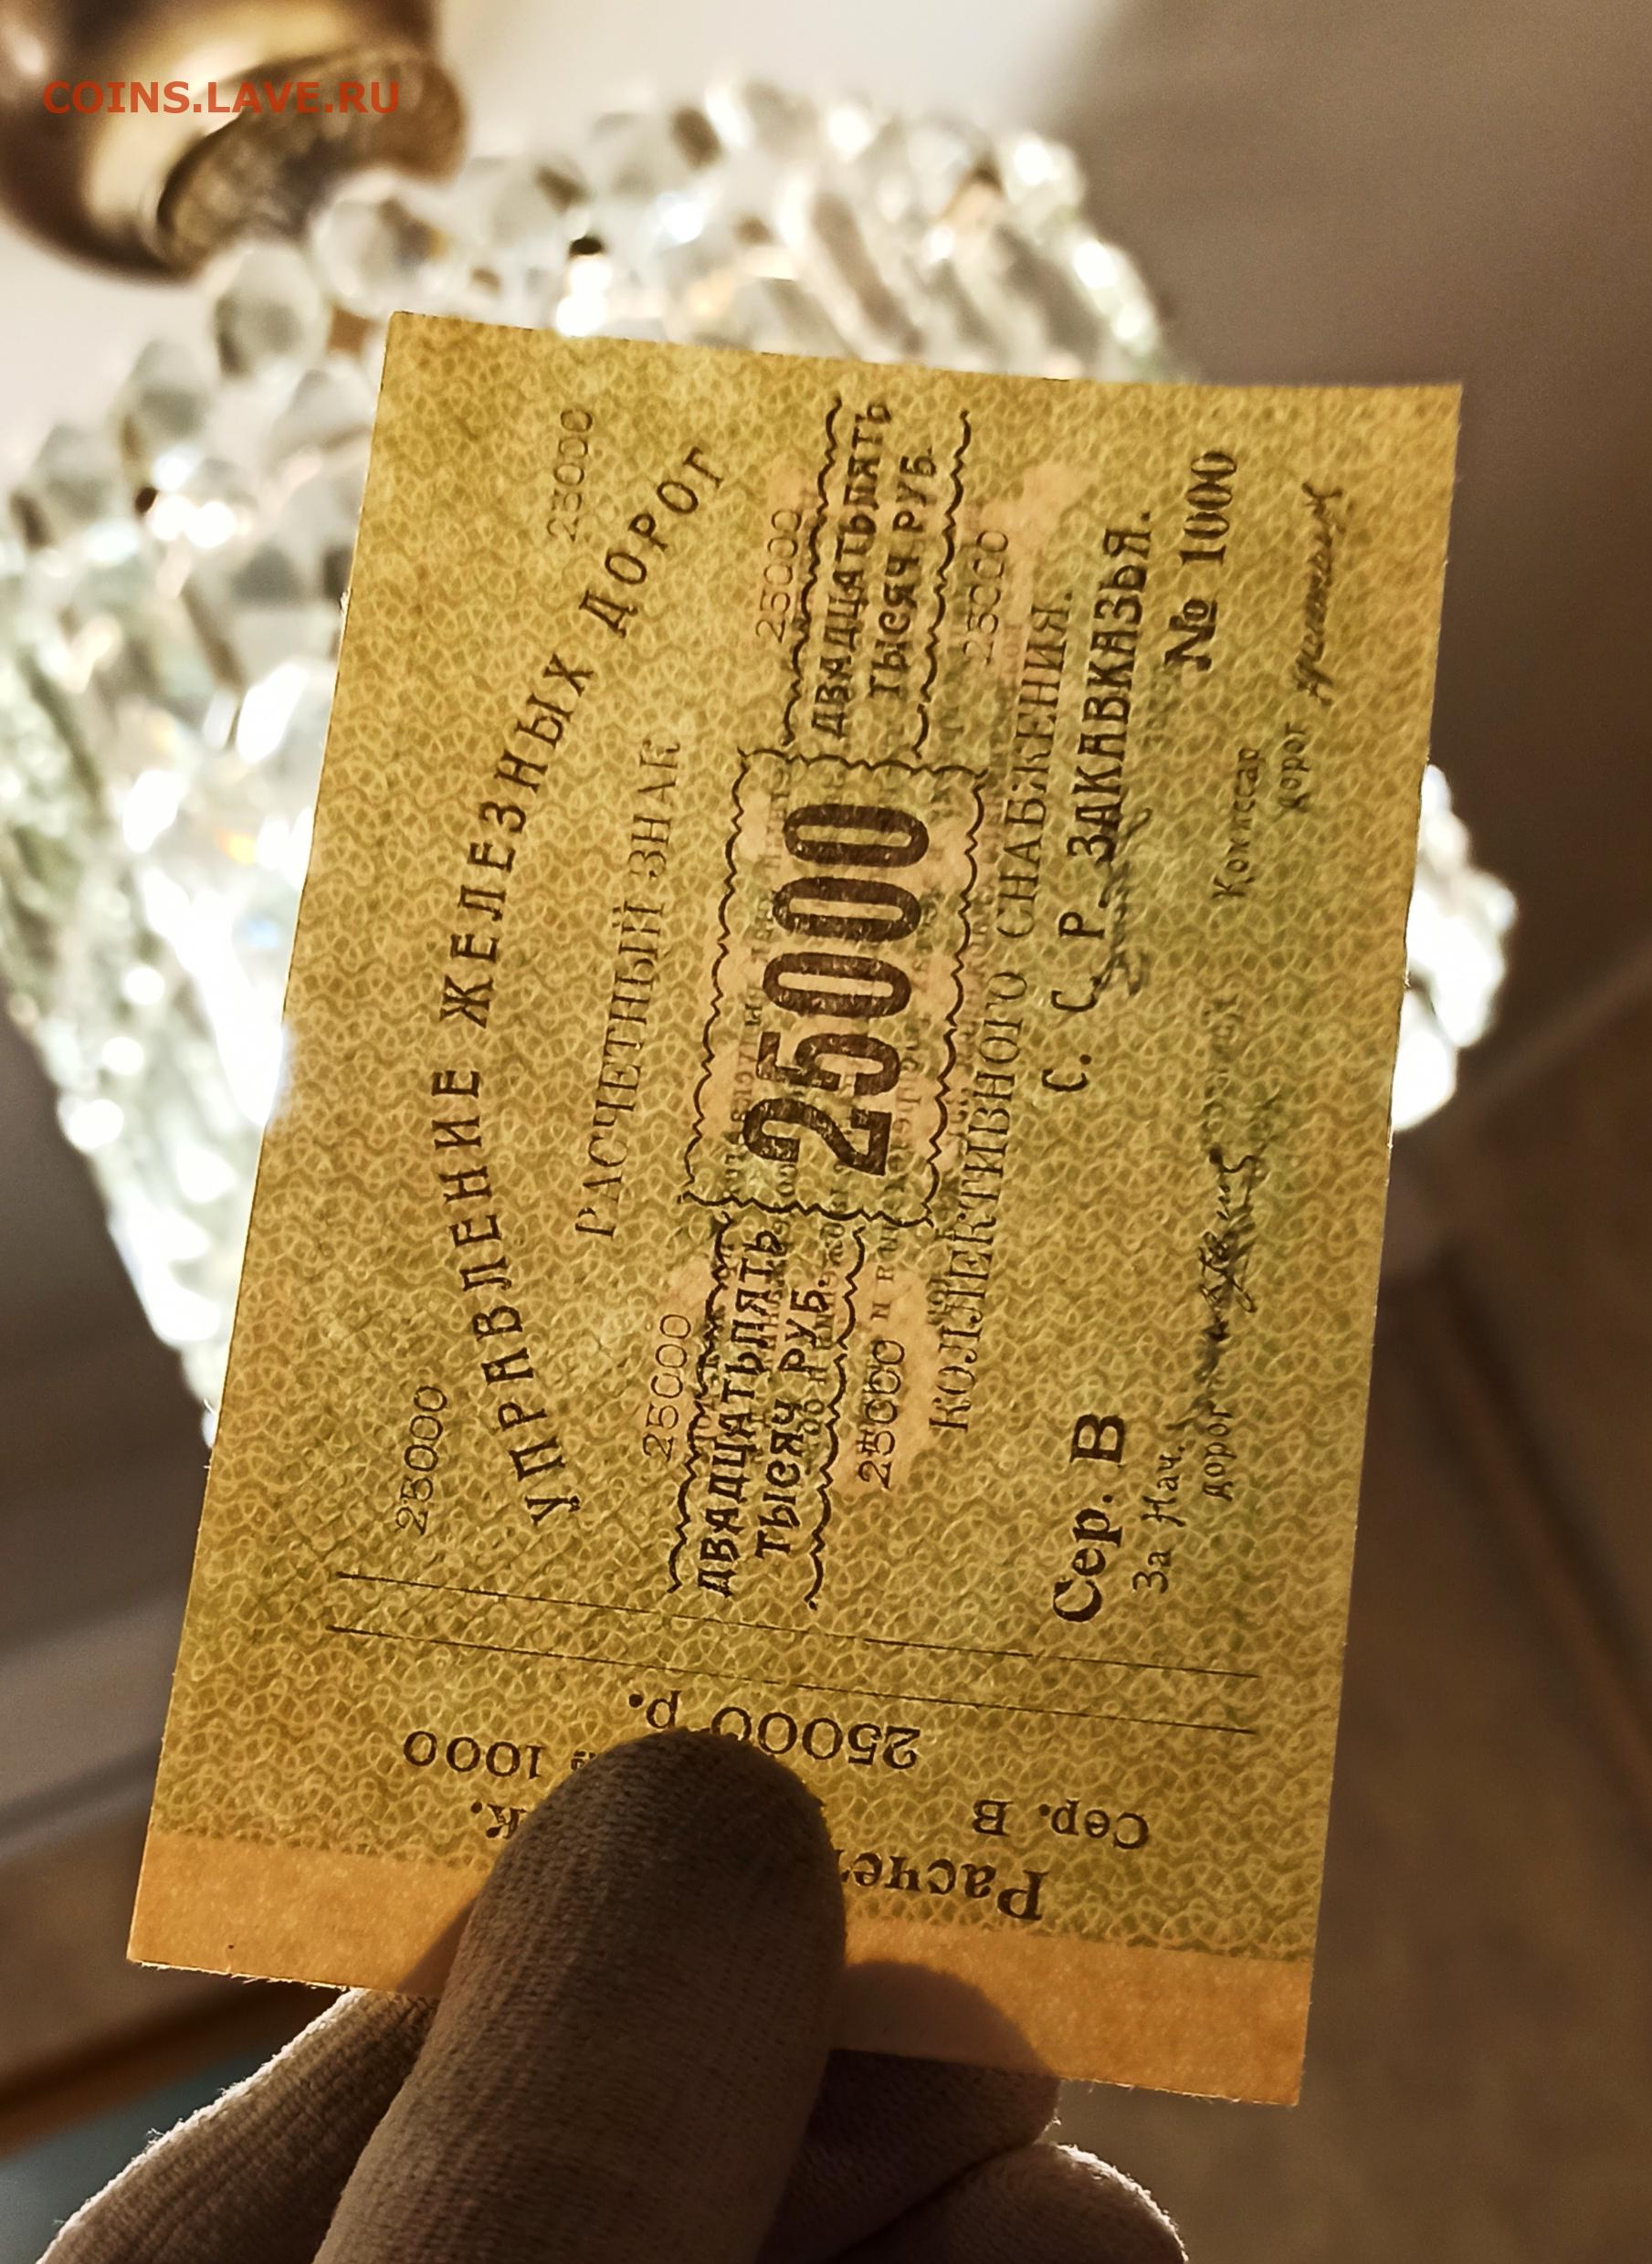 COINS.LAVE.RU
25000
25000
УПРАВЛЕНИЕ ЖЕЛЕЗНЫХ ДОРОГ
РАСЧЕТНЫЙ ЗНАК
25000
25000
ДВАДЦАТЬПЯТЬ
ТЫСЯЧ РУБ.
25000
ДВАДЦАТЬПЯТЬ
ТЫСЯЧ РУБ.
25000
25000
КОЛЛЕКТИВНОГО СНАБЖЕНИЯ.
С. С. Р. ЗАКАВКАЗЬЯ.
Сер. В
№ 1000
За Нач.
дорог
Комиссар
дорог
Сер. В
25000 р.
1000